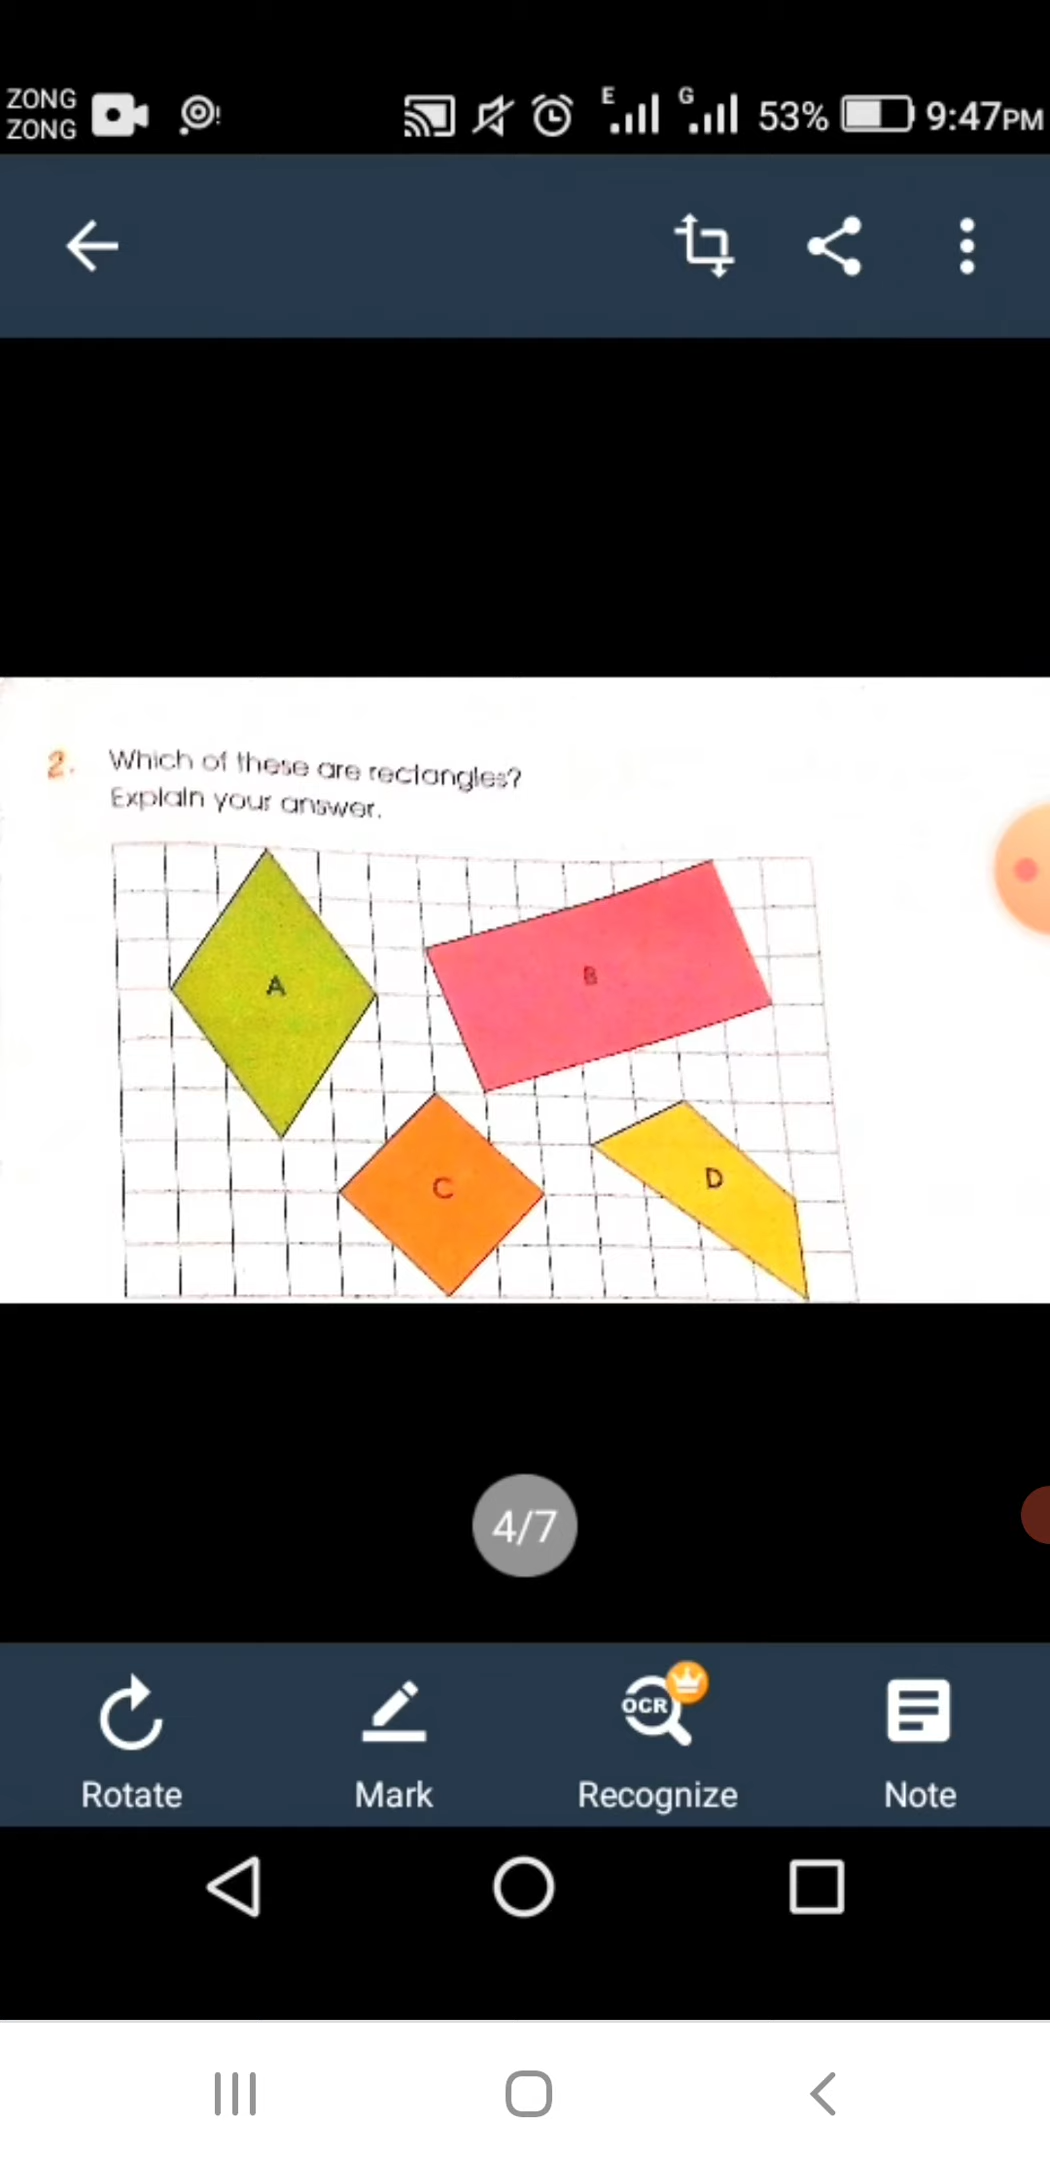 ZONG
ZONG
E G 53% 9:47PM
2. Which of these are rectangles?
Explain your answer.
A
B
C
D
4/7
OCR
Rotate Mark Recognize Note